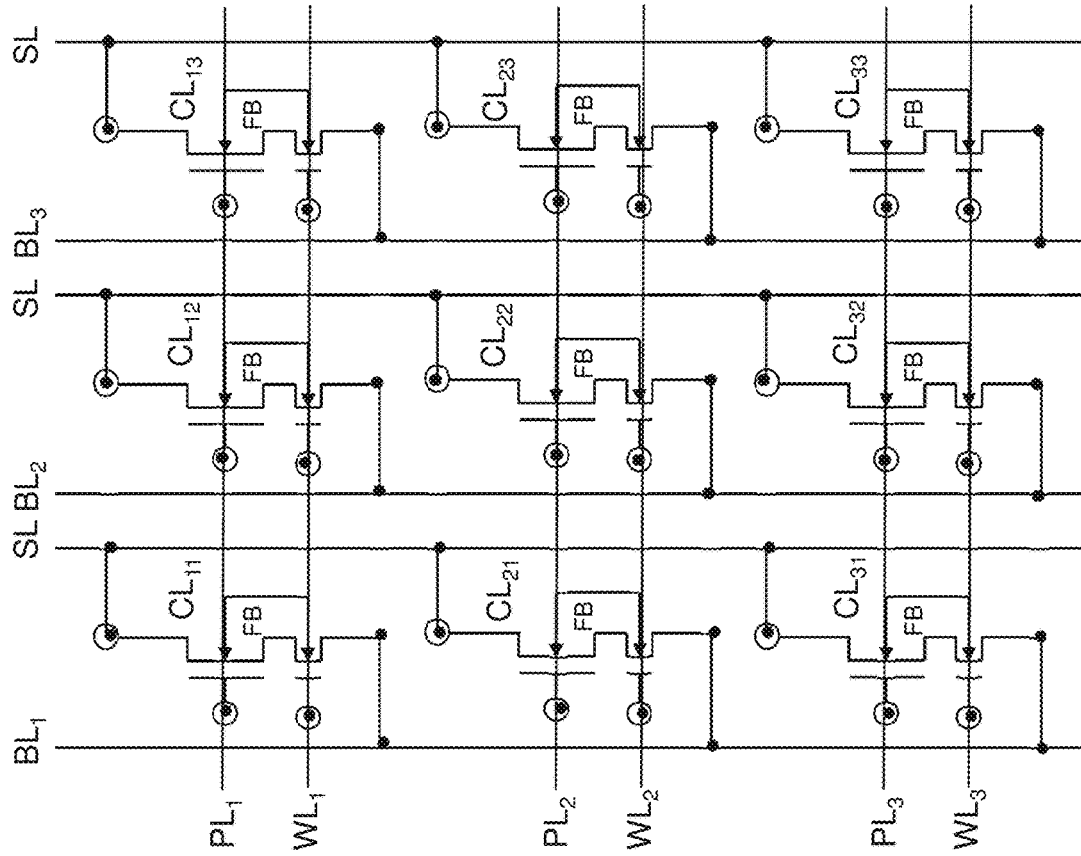 BL₁ SL BL₂ SL BL₃ SL
CL₁₁ CL₁₂ CL₁₃
PL₁
FB FB FB
WL₁
CL₂₁ CL₂₂ CL₂₃
PL₂
FB FB FB
WL₂
CL₃₁ CL₃₂ CL₃₃
PL₃
FB FB FB
WL₃